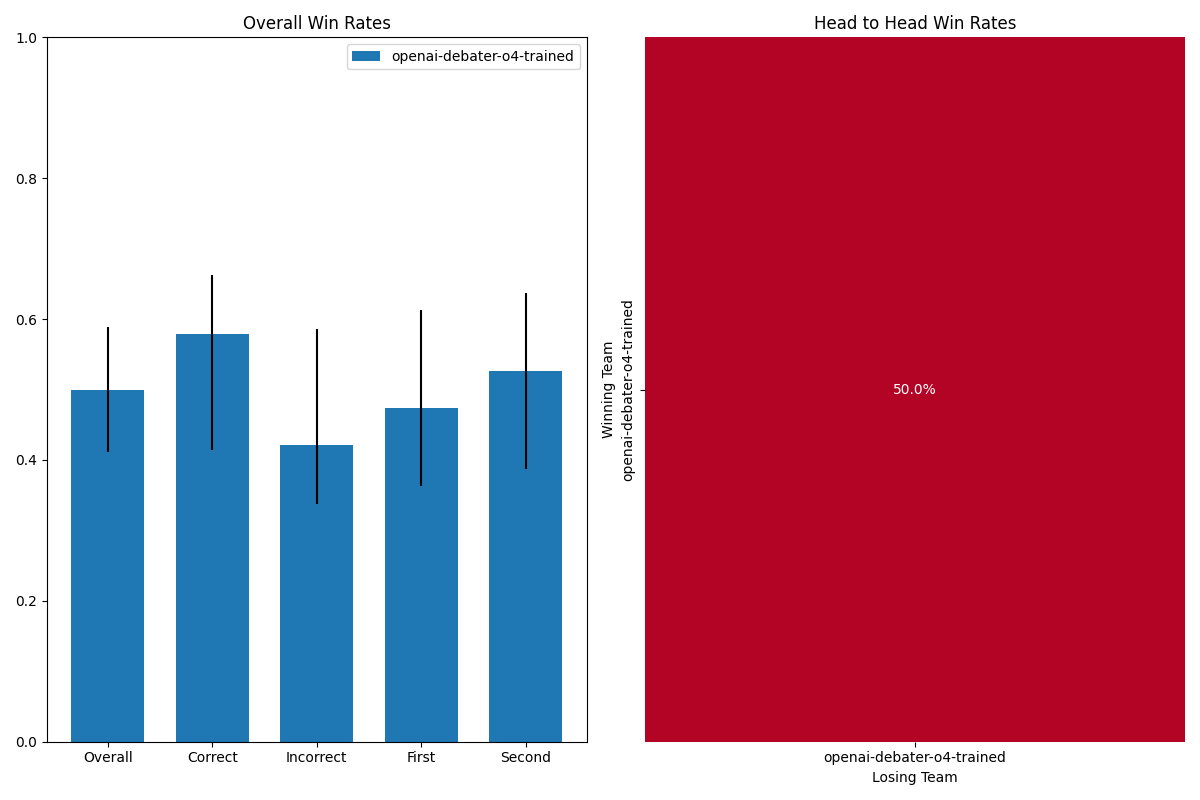 Overall Win Rates
1.0
0.8
0.6
0.4
0.2
0.0
openai-debater-o4-trained
Overall
Correct
Incorrect
First
Second
Head to Head Win Rates
Winning Team
openai-debater-o4-trained
50.0%
openai-debater-o4-trained
Losing Team